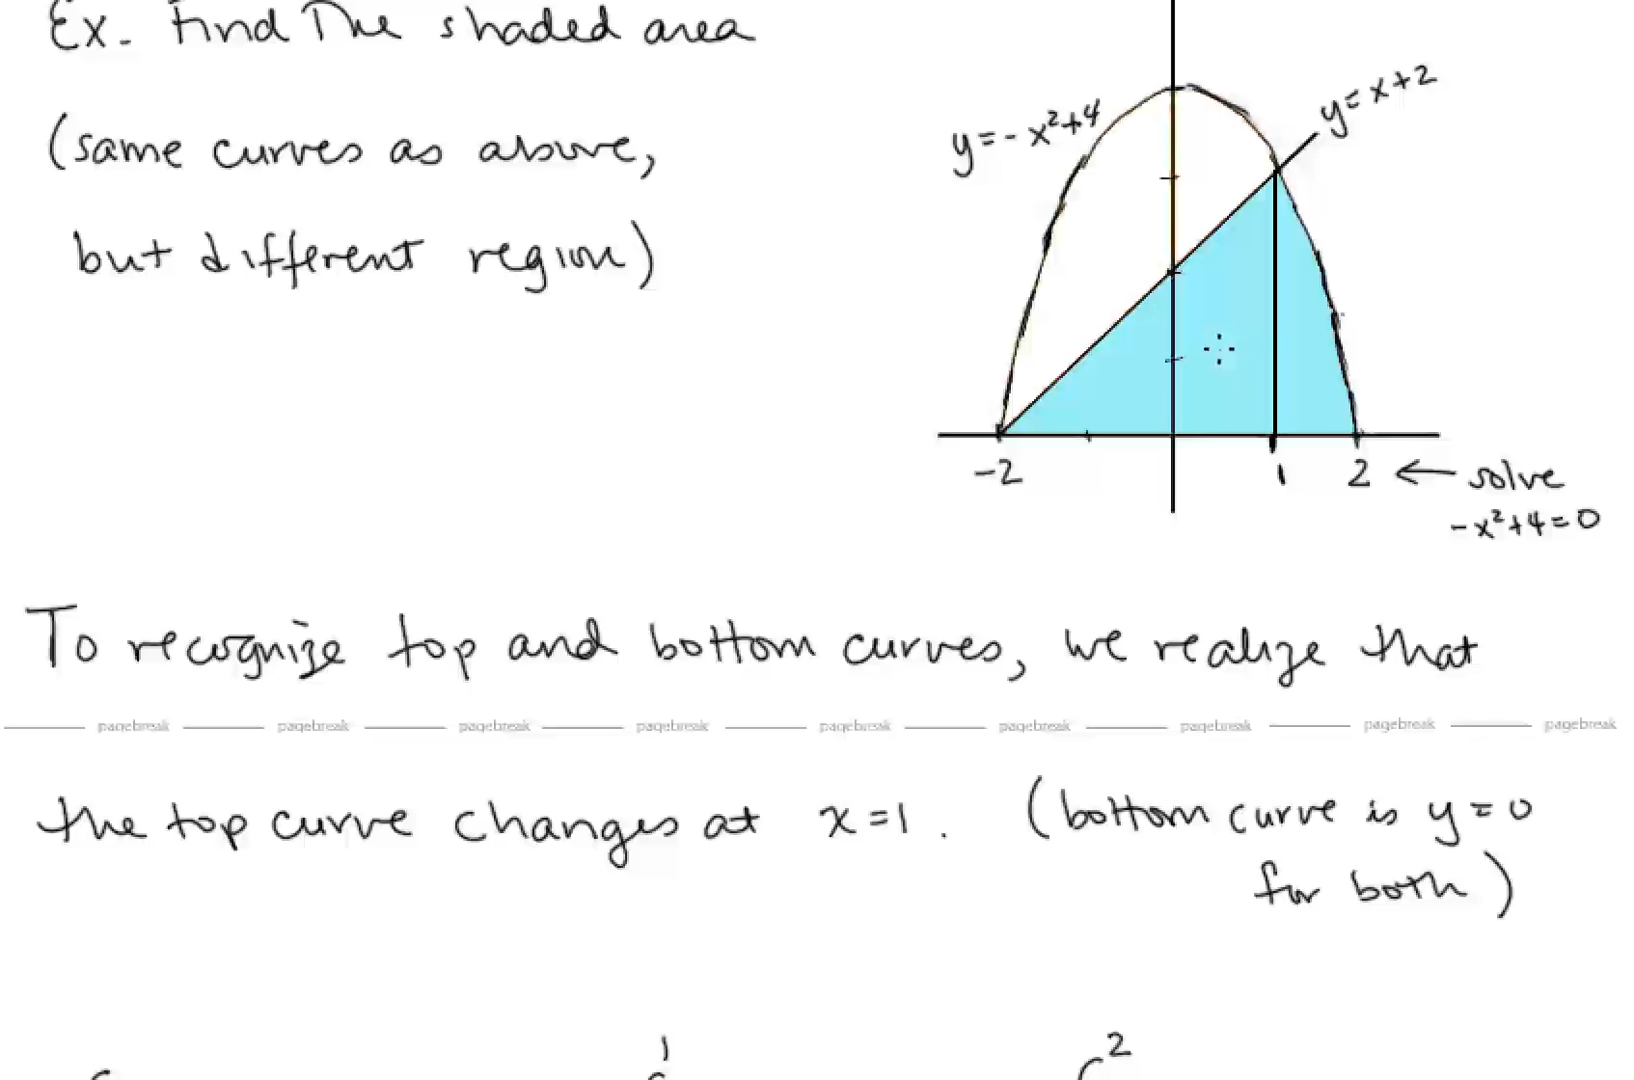 Ex. Find The shaded area
(same curves as above,
but different region)
y=-x²+4
y=x+2
-2
1
2 ← solve
-x²+4=0
To recognize top and bottom curves, we realize that
pagebreak pagebreak pagebreak pagebreak pagebreak pagebreak pagebreak pagebreak pagebreak
the top curve changes at x=1. (bottom curve is y=0
for both)
1
2